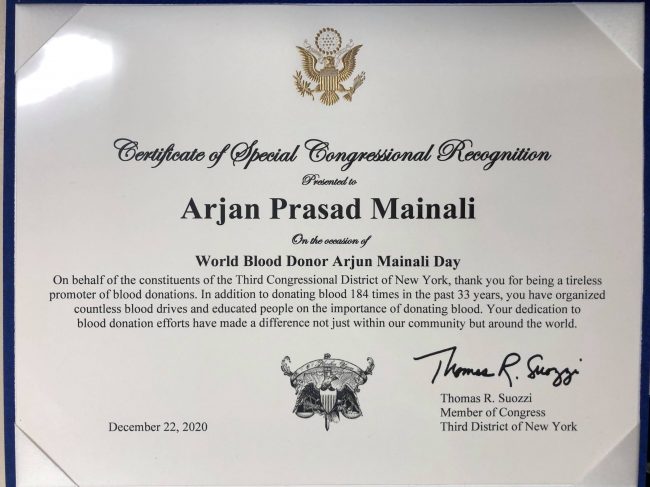 Certificate of Special Congressional Recognition
Presented to
Arjan Prasad Mainali
On the occasion of
World Blood Donor Arjun Mainali Day
On behalf of the constituents of the Third Congressional District of New York, thank you for being a tireless
promoter of blood donations. In addition to donating blood 184 times in the past 33 years, you have organized
countless blood drives and educated people on the importance of donating blood. Your dedication to
blood donation efforts have made a difference not just within our community but around the world.
Thomas R. Suozzi
Thomas R. Suozzi
Member of Congress
December 22, 2020
Third District of New York